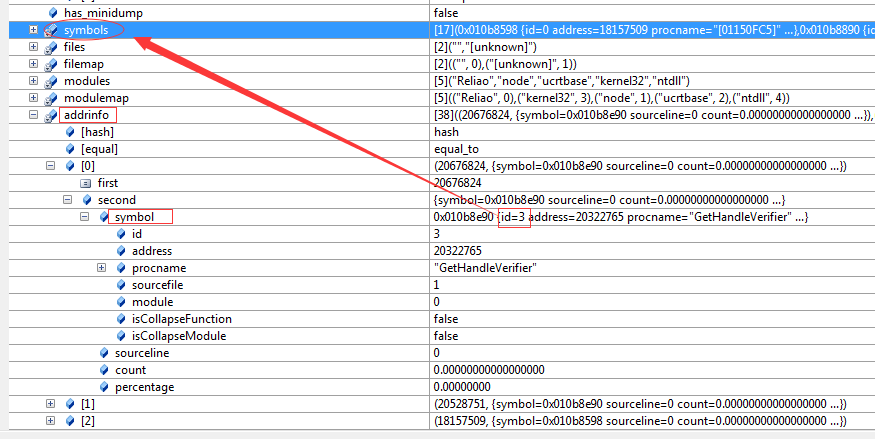 has_minidump false
symbols [17](0x010b8598 {id=0 address=18157509 procname="[01150FC5]" ...},0x010b8890 {id
files [2]("","[unknown]")
filemap [2](("", 0),("[unknown]", 1))
modules [5]("Reliao","node","ucrtbase","kernel32","ntdll")
modulemap [5](("Reliao", 0),("kernel32", 3),("node", 1),("ucrtbase", 2),("ntdll", 4))
addrinfo [38]((20676824, {symbol=0x010b8e90 sourceline=0 count=0.00000000000000000 ...}),
[hash] hash
[equal] equal_to
[0] (20676824, {symbol=0x010b8e90 sourceline=0 count=0.00000000000000000 ...})
first 20676824
second {symbol=0x010b8e90 sourceline=0 count=0.00000000000000000 ...}
symbol 0x010b8e90 {id=3 address=20322765 procname="GetHandleVerifier" ...}
id 3
address 20322765
procname "GetHandleVerifier"
sourcefile 1
module 0
isCollapseFunction false
isCollapseModule false
sourceline 0
count 0.00000000000000000
percentage 0.00000000
[1] (20528751, {symbol=0x010b8e90 sourceline=0 count=0.00000000000000000 ...})
[2] (18157509, {symbol=0x010b8598 sourceline=0 count=0.00000000000000000 ...})